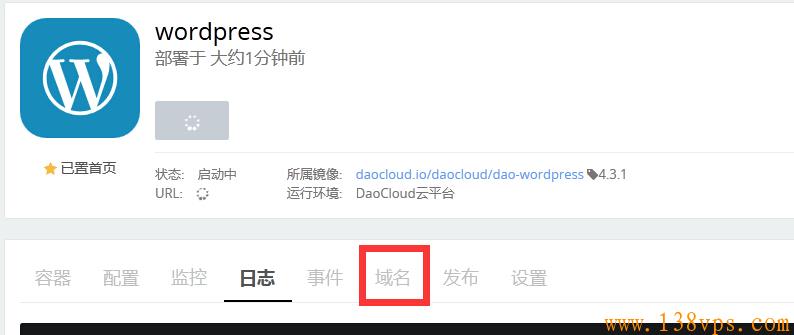 wordpress
部署于 大约1分钟前
已置首页
状态: 启动中 所属镜像: daocloud.io/daocloud/dao-wordpress 4.3.1
URL: 运行环境: DaoCloud云平台
容器 配置 监控 日志 事件 域名 发布 设置
www.138vps.com